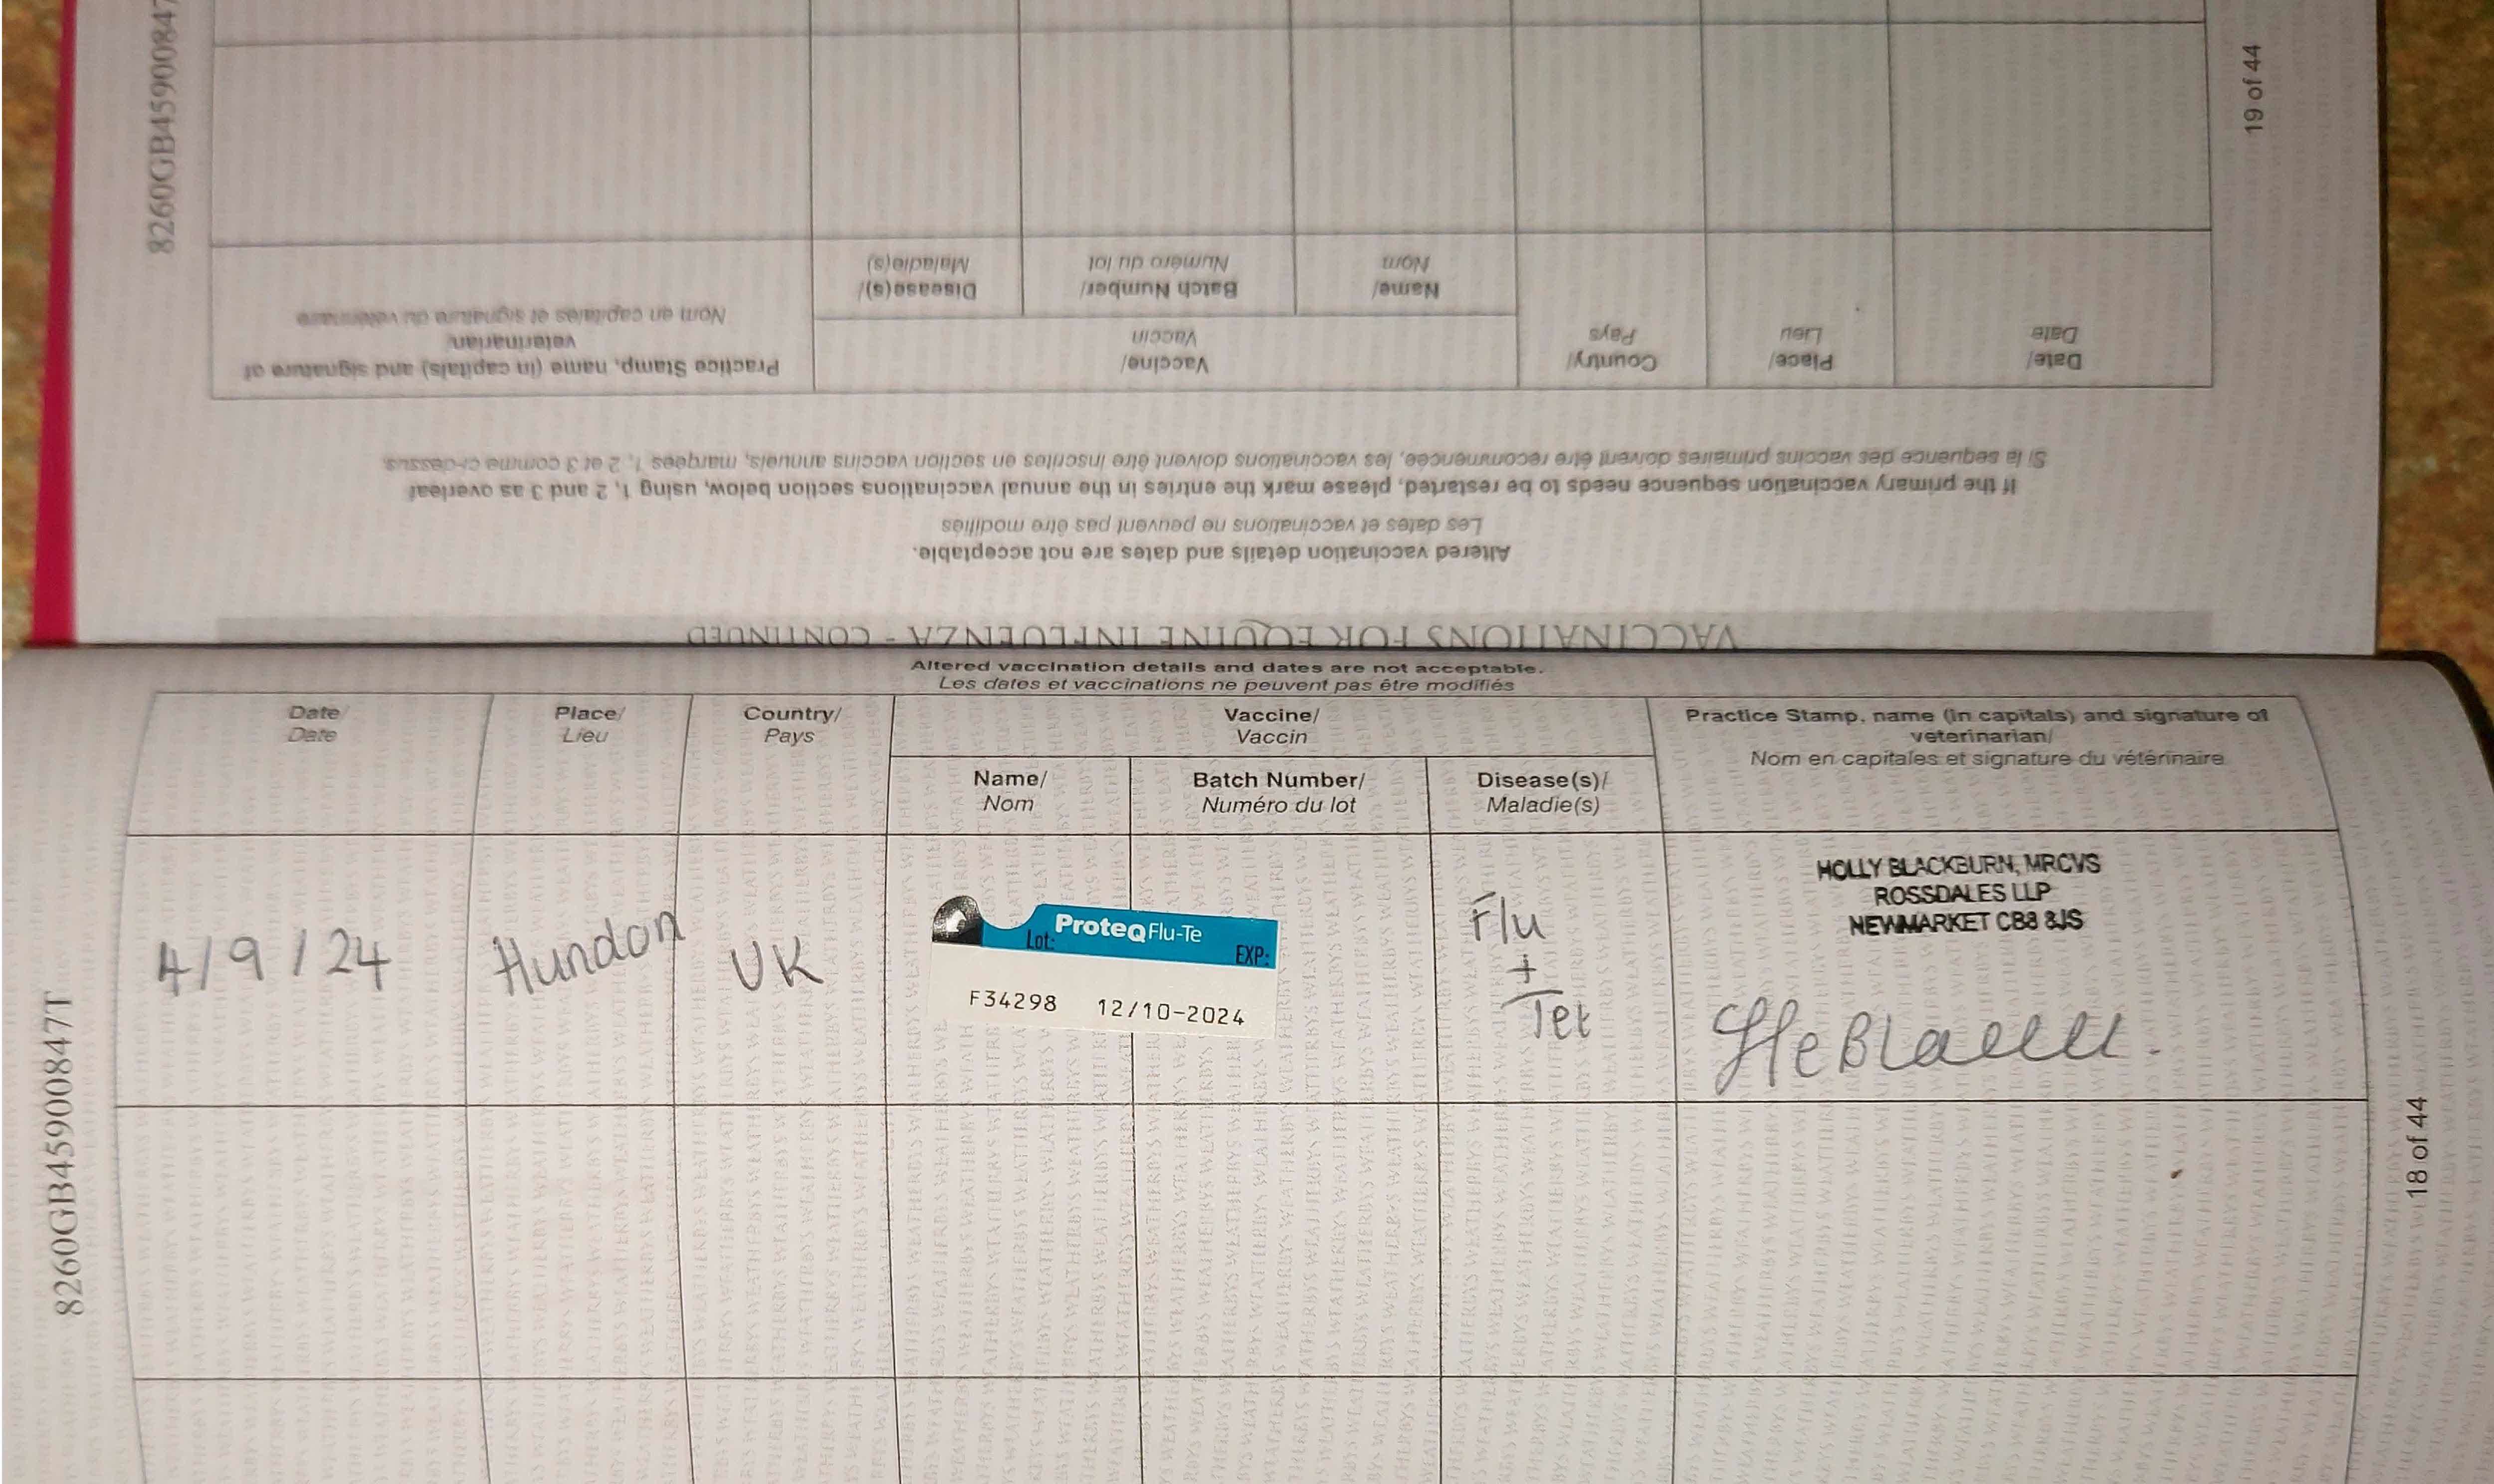 8260GB45900847
19 of 44
VACCINATIONS FOR EQUINE INFLUENZA - CONTINUED
Altered vaccination details and dates are not acceptable.
Les dates et vaccinations ne peuvent pas être modifiés
If the primary vaccination sequence needs to be restarted, please mark the entries in the annual vaccinations section below, using 1, 2 and 3 as overleaf
Si la sequence des vaccins primaires doivent étre recommencée, les vaccinations doivent étre inscrites en section vaccins annuels, marqées 1, 2 et 3 comme ci-dessus.
Date/
Date
Place/
Lieu
Country/
Pays
Vaccine/
Vaccin
Name/
Nom
Batch Number/
Numéro du lot
Disease(s)/
Maladie(s)
Practice Stamp, name (in capitals) and signature of
veterinarian/
Nom en capitales et signature du vétérinaire
Altered vaccination details and dates are not acceptable.
Les dates et vaccinations ne peuvent pas être modifiés
Date/
Date
Place/
Lieu
Country/
Pays
Vaccine/
Vaccin
Name/
Nom
Batch Number/
Numéro du lot
Disease(s)/
Maladie(s)
Practice Stamp, name (in capitals) and signature of
veterinarian/
Nom en capitales et signature du vétérinaire
4/9/24
Hundon
UK
ProteqFlu-Te
Lot:
EXP:
F34298 12/10-2024
Flu
+
Tet
HOLLY BLACKBURN, MRCVS
ROSSDALES LLP
NEWMARKET CB8 8JS
8260GB45900847T
18 of 44